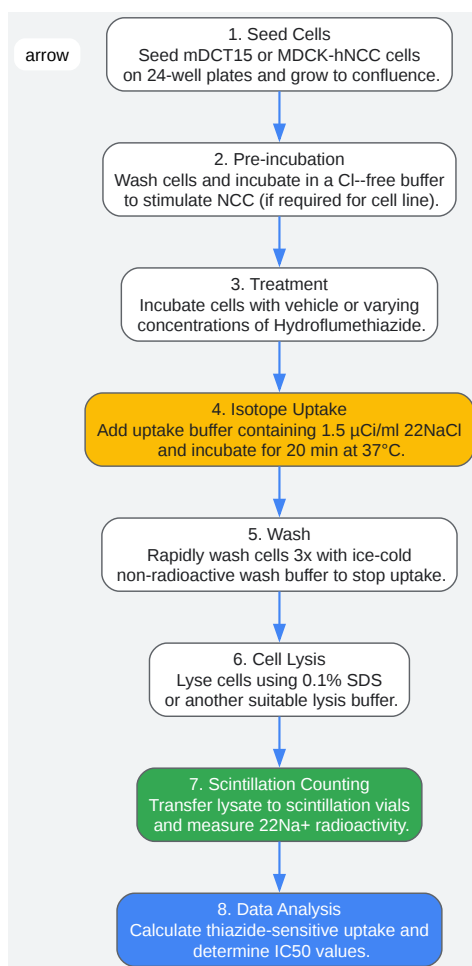 arrow
1. Seed Cells
Seed mDCT15 or MDCK-hNCC cells
on 24-well plates and grow to confluence.
2. Pre-incubation
Wash cells and incubate in a Cl--free buffer
to stimulate NCC (if required for cell line).
3. Treatment
Incubate cells with vehicle or varying
concentrations of Hydroflumethiazide.
4. Isotope Uptake
Add uptake buffer containing 1.5 µCi/ml 22NaCl
and incubate for 20 min at 37°C.
5. Wash
Rapidly wash cells 3x with ice-cold
non-radioactive wash buffer to stop uptake.
6. Cell Lysis
Lyse cells using 0.1% SDS
or another suitable lysis buffer.
7. Scintillation Counting
Transfer lysate to scintillation vials
and measure 22Na+ radioactivity.
8. Data Analysis
Calculate thiazide-sensitive uptake and
determine IC50 values.